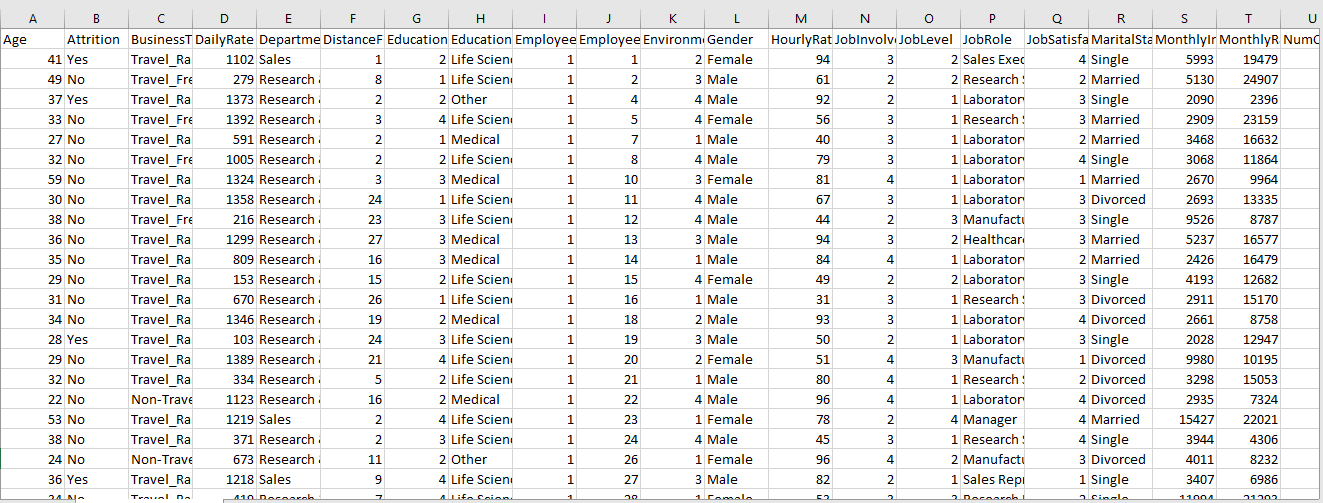 A B C D E F G H I J K L M N O P Q R S T U
Age Attrition BusinessT DailyRate Departme DistanceF Education Education Employee Employee Environme Gender HourlyRat JobInvolve JobLevel JobRole JobSatisfa MaritalSta MonthlyIn MonthlyR NumC
41 Yes Travel_Ra 1102 Sales 1 2 Life Scien 1 1 2 Female 94 3 2 Sales Exec 4 Single 5993 19479
49 No Travel_Fre 279 Research & 8 1 Life Scien 1 2 3 Male 61 2 2 Research S 2 Married 5130 24907
37 Yes Travel_Ra 1373 Research & 2 2 Other 1 4 4 Male 92 2 1 Laborator 3 Single 2090 2396
33 No Travel_Fre 1392 Research & 3 4 Life Scien 1 5 4 Female 56 3 1 Research S 3 Married 2909 23159
27 No Travel_Ra 591 Research & 2 1 Medical 1 7 1 Male 40 3 1 Laborator 2 Married 3468 16632
32 No Travel_Fre 1005 Research & 2 2 Life Scien 1 8 4 Male 79 3 1 Laborator 4 Single 3068 11864
59 No Travel_Ra 1324 Research & 3 3 Medical 1 10 3 Female 81 4 1 Laborator 1 Married 2670 9964
30 No Travel_Ra 1358 Research & 24 1 Life Scien 1 11 4 Male 67 3 1 Laborator 3 Divorced 2693 13335
38 No Travel_Fre 216 Research & 23 3 Life Scien 1 12 4 Male 44 2 3 Manufactu 3 Single 9526 8787
36 No Travel_Ra 1299 Research & 27 3 Medical 1 13 3 Male 94 3 2 Healthcare 3 Married 5237 16577
35 No Travel_Ra 809 Research & 16 3 Medical 1 14 1 Male 84 4 1 Laborator 2 Married 2426 16479
29 No Travel_Ra 153 Research & 15 2 Life Scien 1 15 4 Female 49 2 2 Laborator 3 Single 4193 12682
31 No Travel_Ra 670 Research & 26 1 Life Scien 1 16 1 Male 31 3 1 Research S 3 Divorced 2911 15170
34 No Travel_Ra 1346 Research & 19 2 Medical 1 18 2 Male 93 3 1 Laborator 4 Divorced 2661 8758
28 Yes Travel_Ra 103 Research & 24 3 Life Scien 1 19 3 Male 50 2 1 Laborator 3 Single 2028 12947
29 No Travel_Ra 1389 Research & 21 4 Life Scien 1 20 2 Female 51 4 3 Manufactu 1 Divorced 9980 10195
32 No Travel_Ra 334 Research & 5 2 Life Scien 1 21 1 Male 80 4 1 Research S 2 Divorced 3298 15053
22 No Non-Trave 1123 Research & 16 2 Medical 1 22 4 Male 96 4 1 Laborator 4 Divorced 2935 7324
53 No Travel_Ra 1219 Sales 2 4 Life Scien 1 23 1 Female 78 2 4 Manager 4 Married 15427 22021
38 No Travel_Ra 371 Research & 2 3 Life Scien 1 24 4 Male 45 3 1 Research S 4 Single 3944 4306
24 No Non-Trave 673 Research & 11 2 Other 1 26 1 Female 96 4 2 Manufactu 3 Divorced 4011 8232
36 Yes Travel_Ra 1218 Sales 9 4 Life Scien 1 27 3 Male 82 2 1 Sales Repr 1 Single 3407 6986